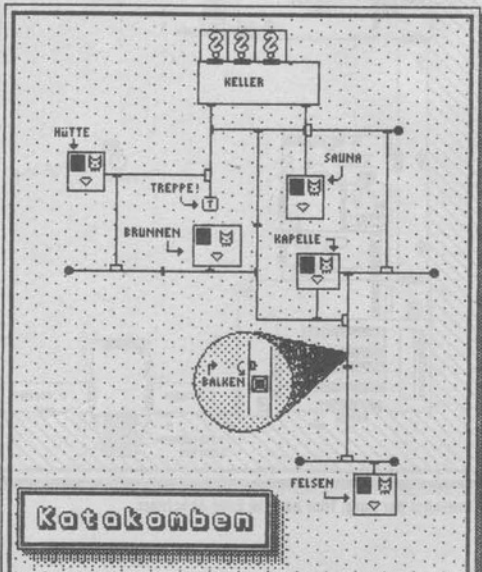 ? ? ?
KELLER
HÜTTE
SAUNA
TREPPE!
T
BRUNNEN
KAPELLE
BALKEN
FELSEN
Katakomben